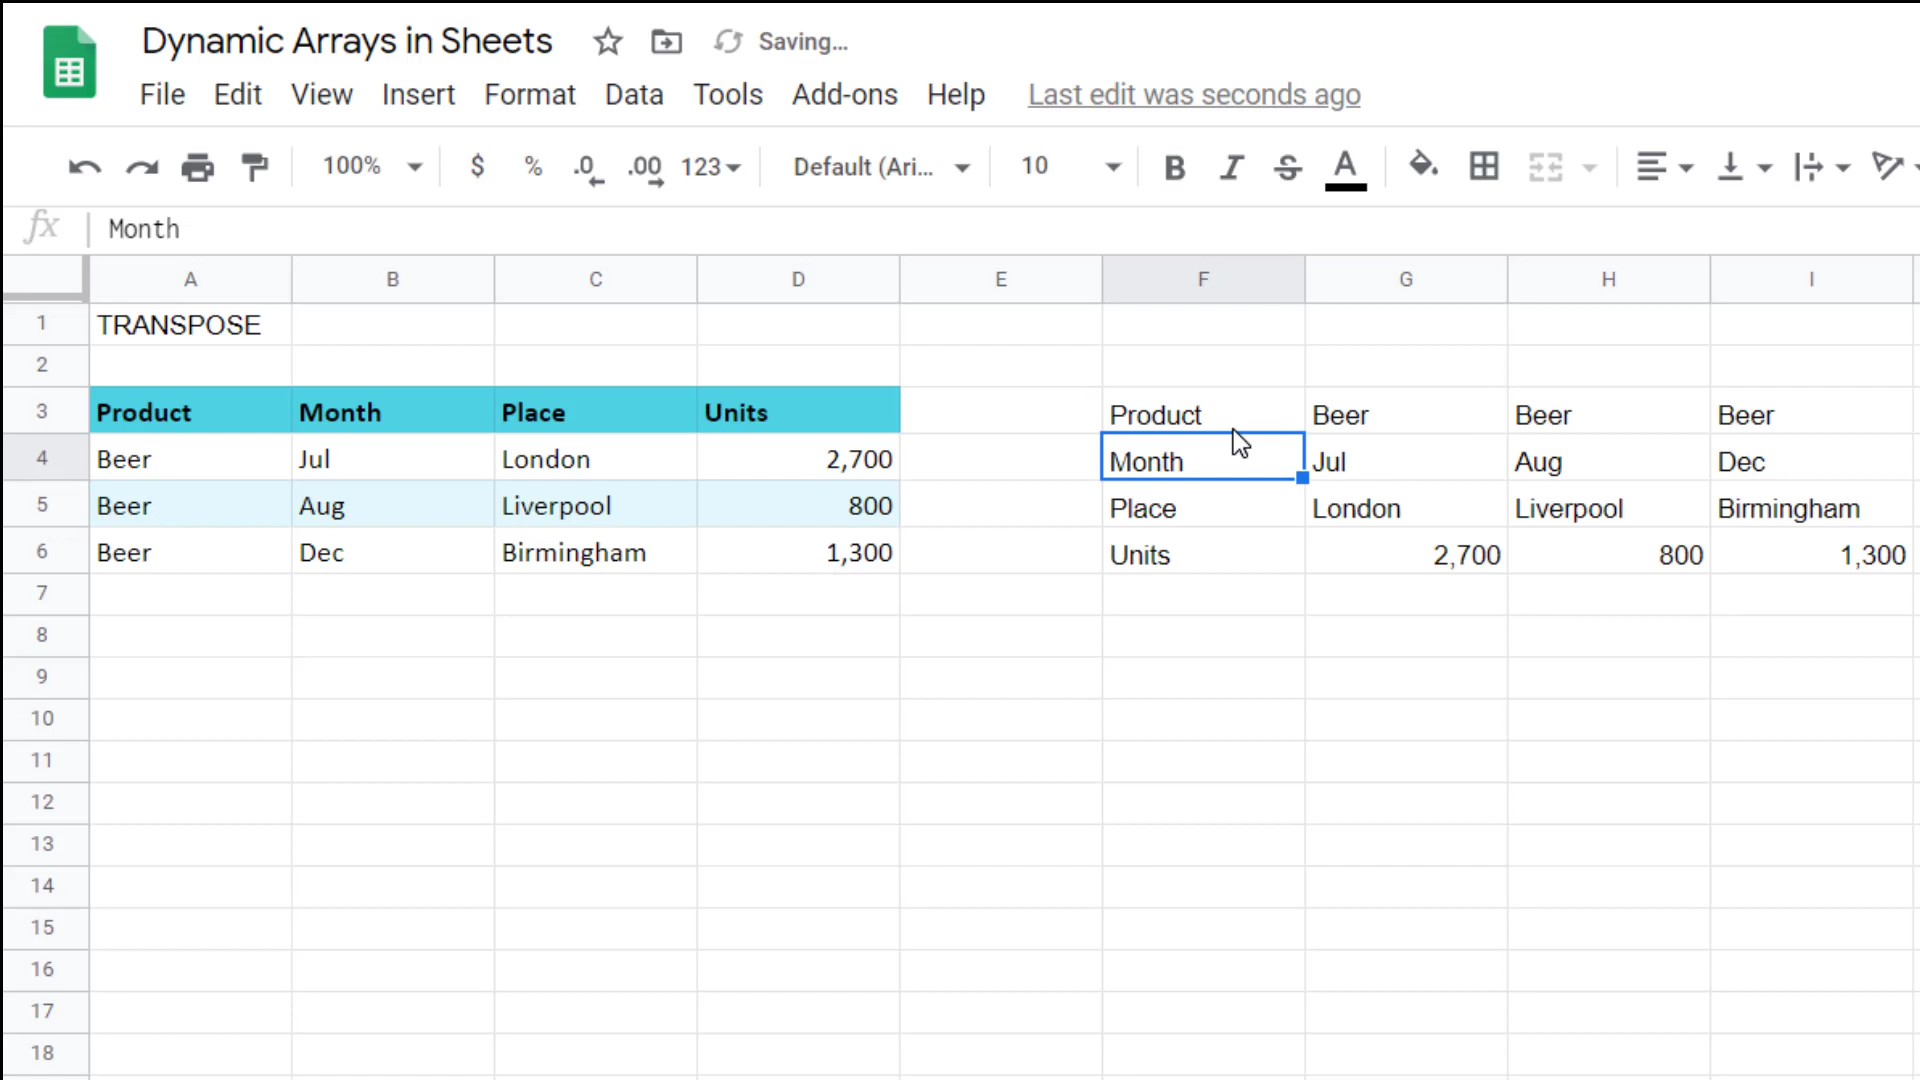 Dynamic Arrays in Sheets Saving...
File Edit View Insert Format Data Tools Add-ons Help Last edit was seconds ago
100% $ % .0 .00 123 Default (Ari... 10 B I S A
fx Month
A B C D E F G H I
1 TRANSPOSE
2
3 Product Month Place Units Product Beer Beer Beer
4 Beer Jul London 2,700 Month Jul Aug Dec
5 Beer Aug Liverpool 800 Place London Liverpool Birmingham
6 Beer Dec Birmingham 1,300 Units 2,700 800 1,300
7
8
9
10
11
12
13
14
15
16
17
18